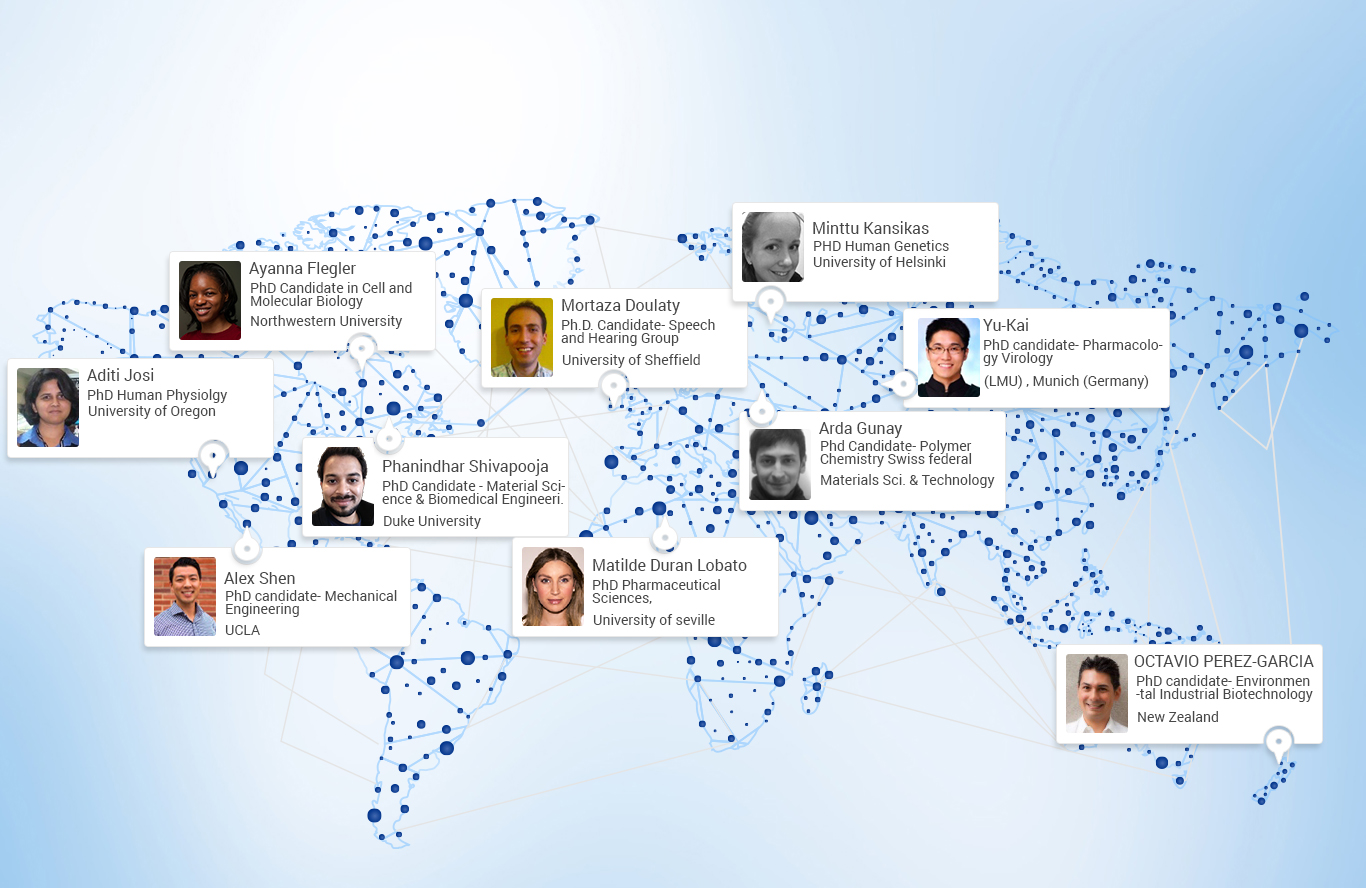 Minttu Kansikas
PHD Human Genetics
University of Helsinki
Ayanna Flegler
PhD Candidate in Cell and
Molecular Biology
Northwestern University
Mortaza Doulaty
Ph.D. Candidate- Speech
and Hearing Group
University of Sheffield
Yu-Kai
PhD candidate- Pharmacolo-
gy Virology
(LMU) , Munich (Germany)
Aditi Josi
PhD Human Physiolgy
University of Oregon
Arda Gunay
Phd Candidate- Polymer
Chemistry Swiss federal
Materials Sci. & Technology
Phanindhar Shivapooja
PhD Candidate - Material Sci-
ence & Biomedical Engineeri.
Duke University
Matilde Duran Lobato
PhD Pharmaceutical
Sciences,
University of seville
Alex Shen
PhD candidate- Mechanical
Engineering
UCLA
OCTAVIO PEREZ-GARCIA
PhD candidate- Environmen
-tal Industrial Biotechnology
New Zealand